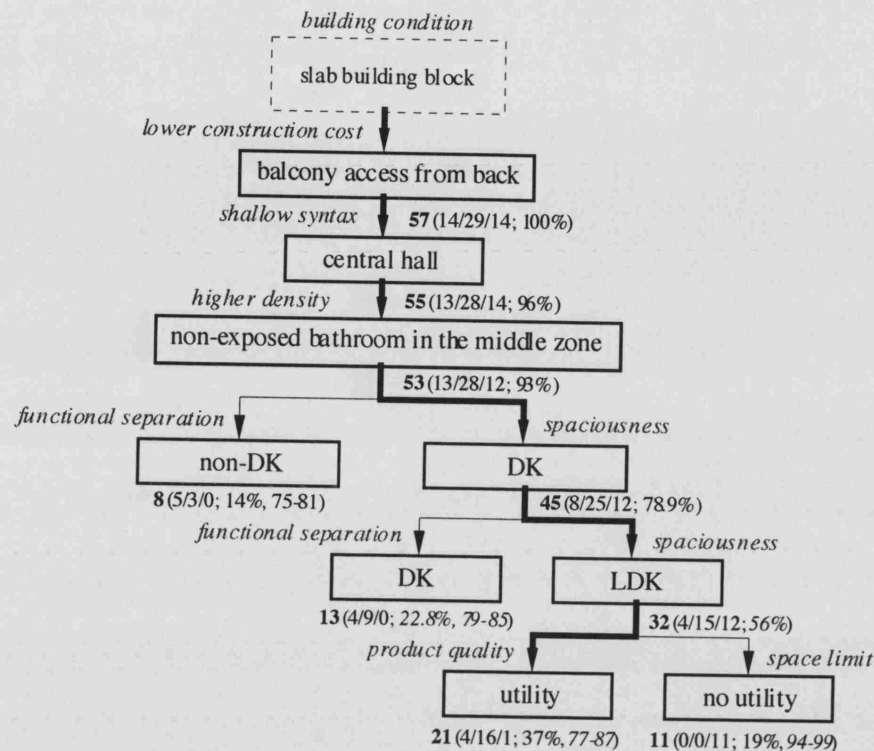 building condition
slab building block
lower construction cost
balcony access from back
shallow syntax 57 (14/29/14; 100%)
central hall
higher density 55 (13/28/14; 96%)
non-exposed bathroom in the middle zone
53 (13/28/12; 93%)
functional separation spaciousness
non-DK DK
8 (5/3/0; 14%, 75-81) 45 (8/25/12; 78.9%)
functional separation spaciousness
DK LDK
13 (4/9/0; 22.8%, 79-85) 32 (4/15/12; 56%)
product quality space limit
utility no utility
21 (4/16/1; 37%, 77-87) 11 (0/0/11; 19%, 94-99)